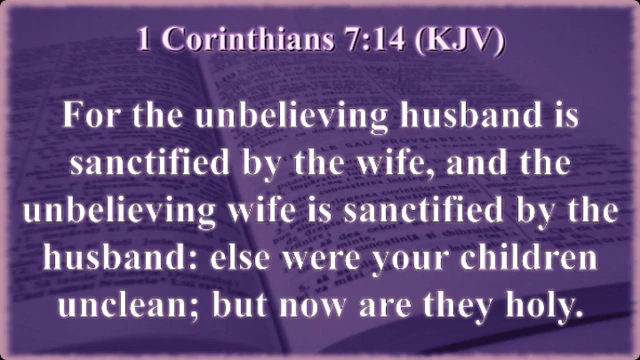 1 Corinthians 7:14 (KJV)
For the unbelieving husband is
sanctified by the wife, and the
unbelieving wife is sanctified by the
husband: else were your children
unclean; but now are they holy.